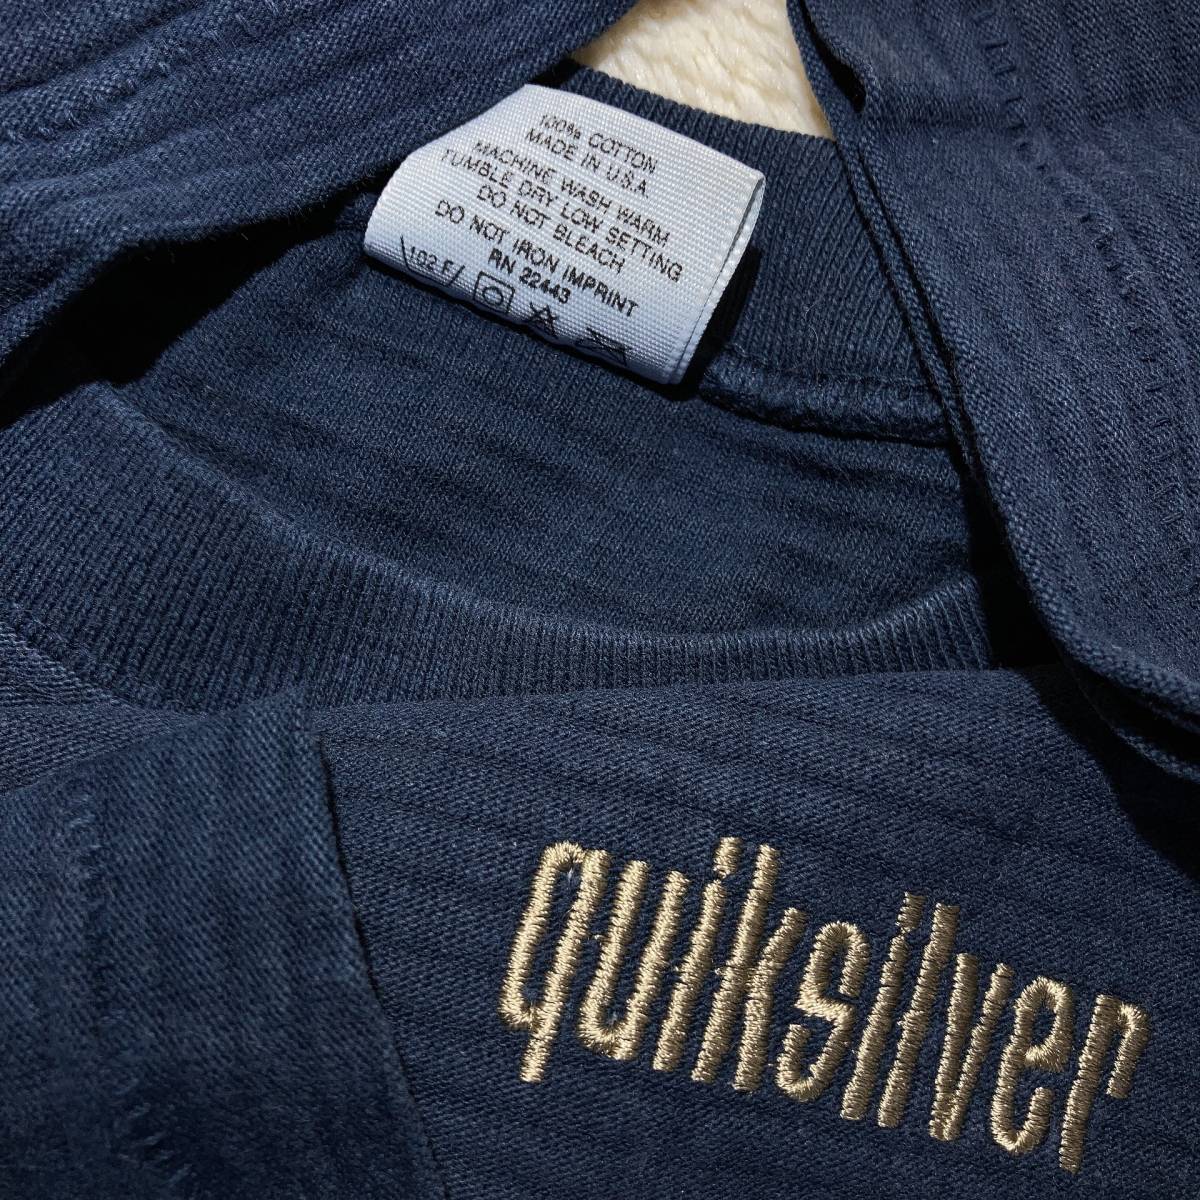 100% COTTON
MADE IN U.S.A
MACHINE WASH WARM
TUMBLE DRY LOW SETTING
DO NOT BLEACH
DO NOT IRON IMPRINT
RN 22443
102 F
quiksilver